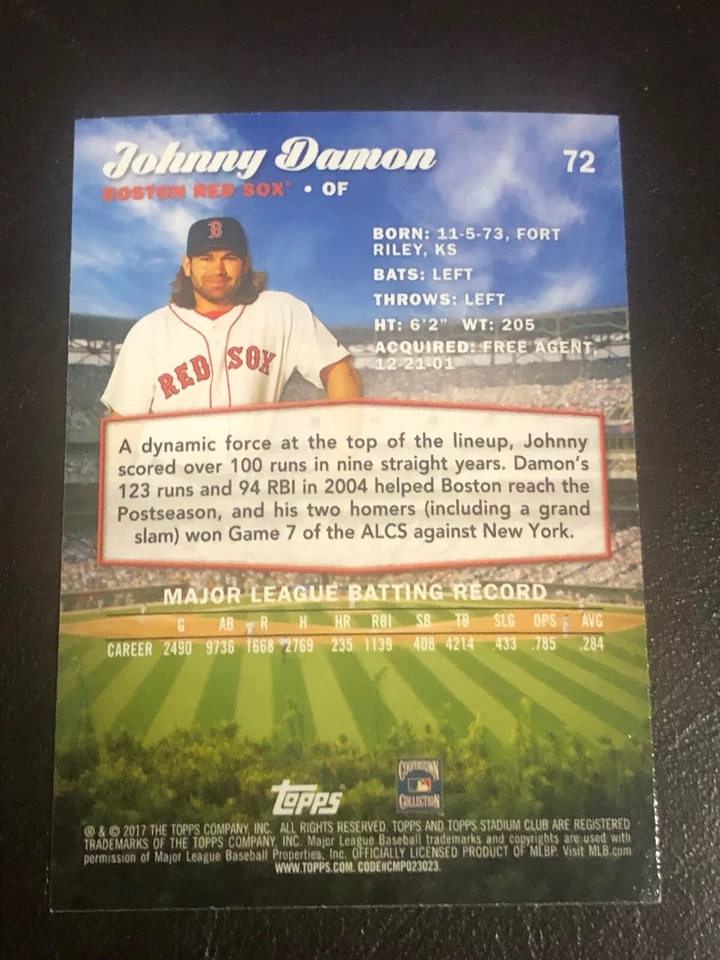 Johnny Damon 72
BOSTON RED SOX • OF
B
RED SOX
BORN: 11-5-73, FORT
RILEY, KS
BATS: LEFT
THROWS: LEFT
HT: 6'2" WT: 205
ACQUIRED: FREE AGENT,
12-21-01
A dynamic force at the top of the lineup, Johnny
scored over 100 runs in nine straight years. Damon's
123 runs and 94 RBI in 2004 helped Boston reach the
Postseason, and his two homers (including a grand
slam) won Game 7 of the ALCS against New York.
MAJOR LEAGUE BATTING RECORD
G AB R H HR RBI SB TB SLG OPS AVG
CAREER 2490 9736 1668 2769 235 1139 408 4214 .433 .785 .284
topps
COOPERSTOWN
COLLECTION
® & © 2017 THE TOPPS COMPANY, INC. ALL RIGHTS RESERVED. TOPPS AND TOPPS STADIUM CLUB ARE REGISTERED
TRADEMARKS OF THE TOPPS COMPANY, INC. Major League Baseball trademarks and copyrights are used with
permission of Major League Baseball Properties, Inc. OFFICIALLY LICENSED PRODUCT OF MLBP. Visit MLB.com
WWW.TOPPS.COM. CODE#CMP023023.